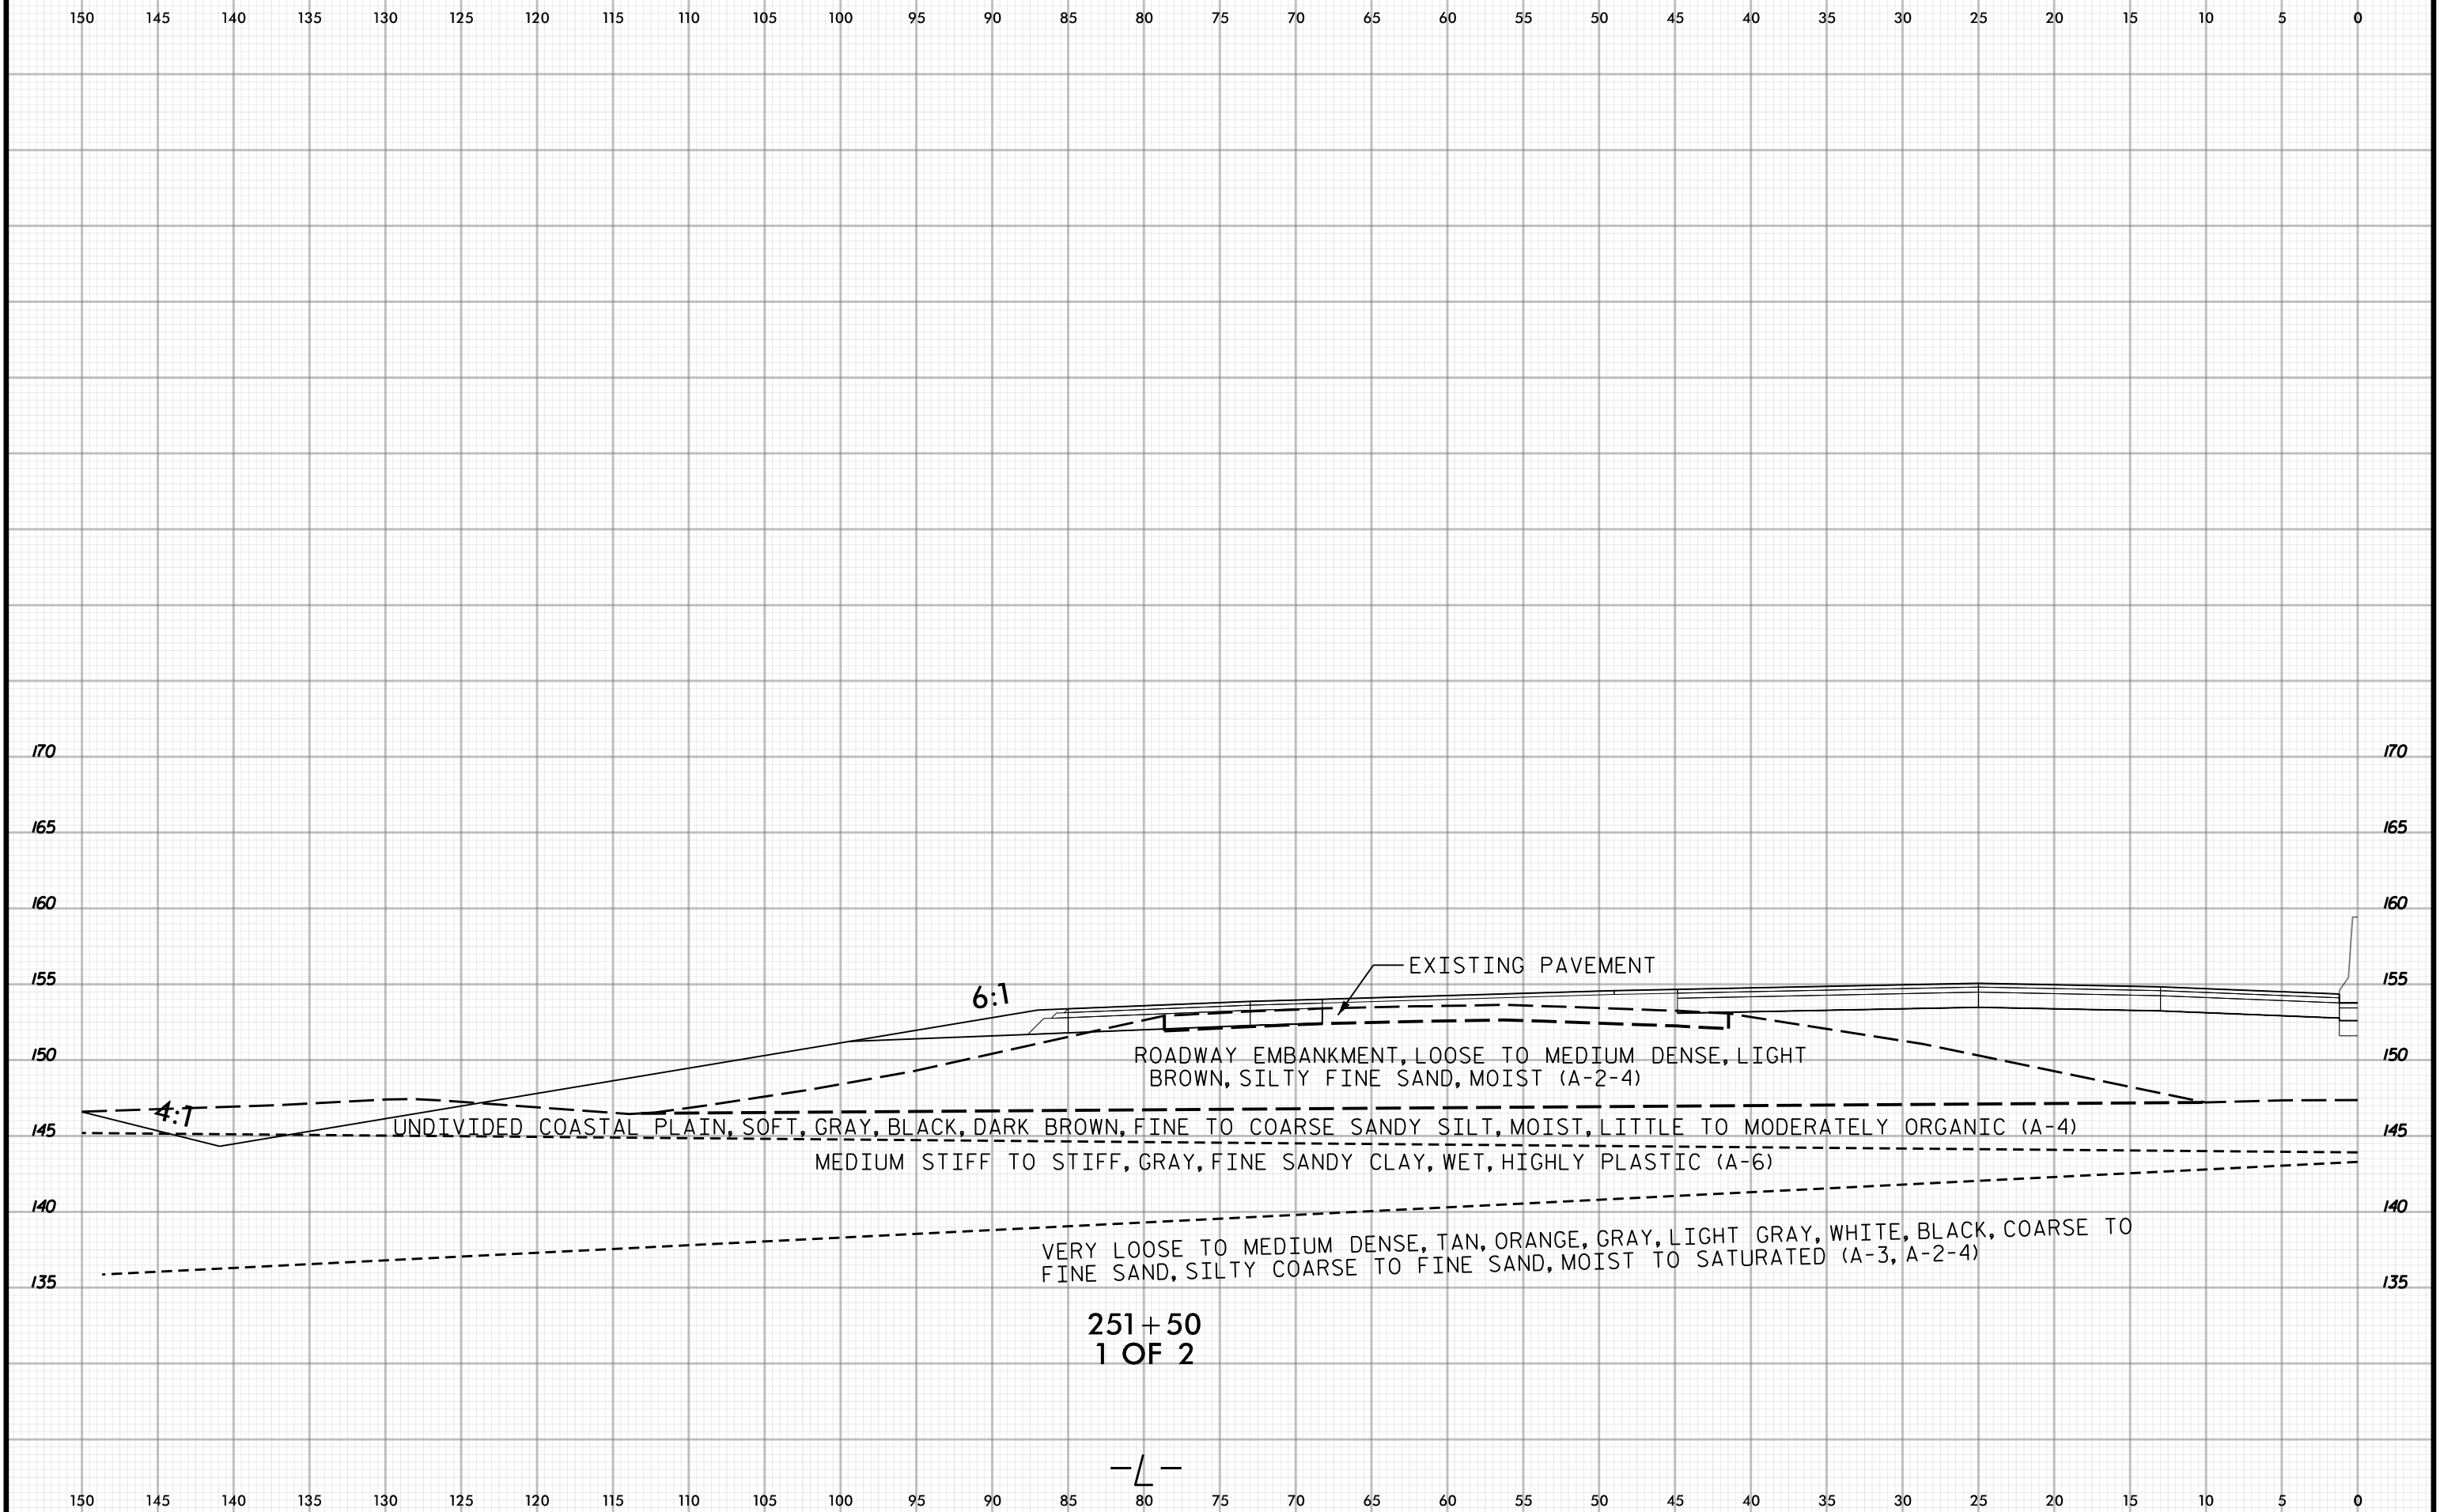 150 145 140 135 130 125 120 115 110 105 100 95 90 85 80 75 70 65 60 55 50 45 40 35 30 25 20 15 10 5 0
170 170
165 165
160 160
EXISTING PAVEMENT
155 155
6:1
150 150
ROADWAY EMBANKMENT, LOOSE TO MEDIUM DENSE, LIGHT
BROWN, SILTY FINE SAND, MOIST (A-2-4)
4:1
145 145
UNDIVIDED COASTAL PLAIN, SOFT, GRAY, BLACK, DARK BROWN, FINE TO COARSE SANDY SILT, MOIST, LITTLE TO MODERATELY ORGANIC (A-4)
MEDIUM STIFF TO STIFF, GRAY, FINE SANDY CLAY, WET, HIGHLY PLASTIC (A-6)
140 140
VERY LOOSE TO MEDIUM DENSE, TAN, ORANGE, GRAY, LIGHT GRAY, WHITE, BLACK, COARSE TO
FINE SAND, SILTY COARSE TO FINE SAND, MOIST TO SATURATED (A-3, A-2-4)
135 135
251+50
1 OF 2
-L-
150 145 140 135 130 125 120 115 110 105 100 95 90 85 80 75 70 65 60 55 50 45 40 35 30 25 20 15 10 5 0